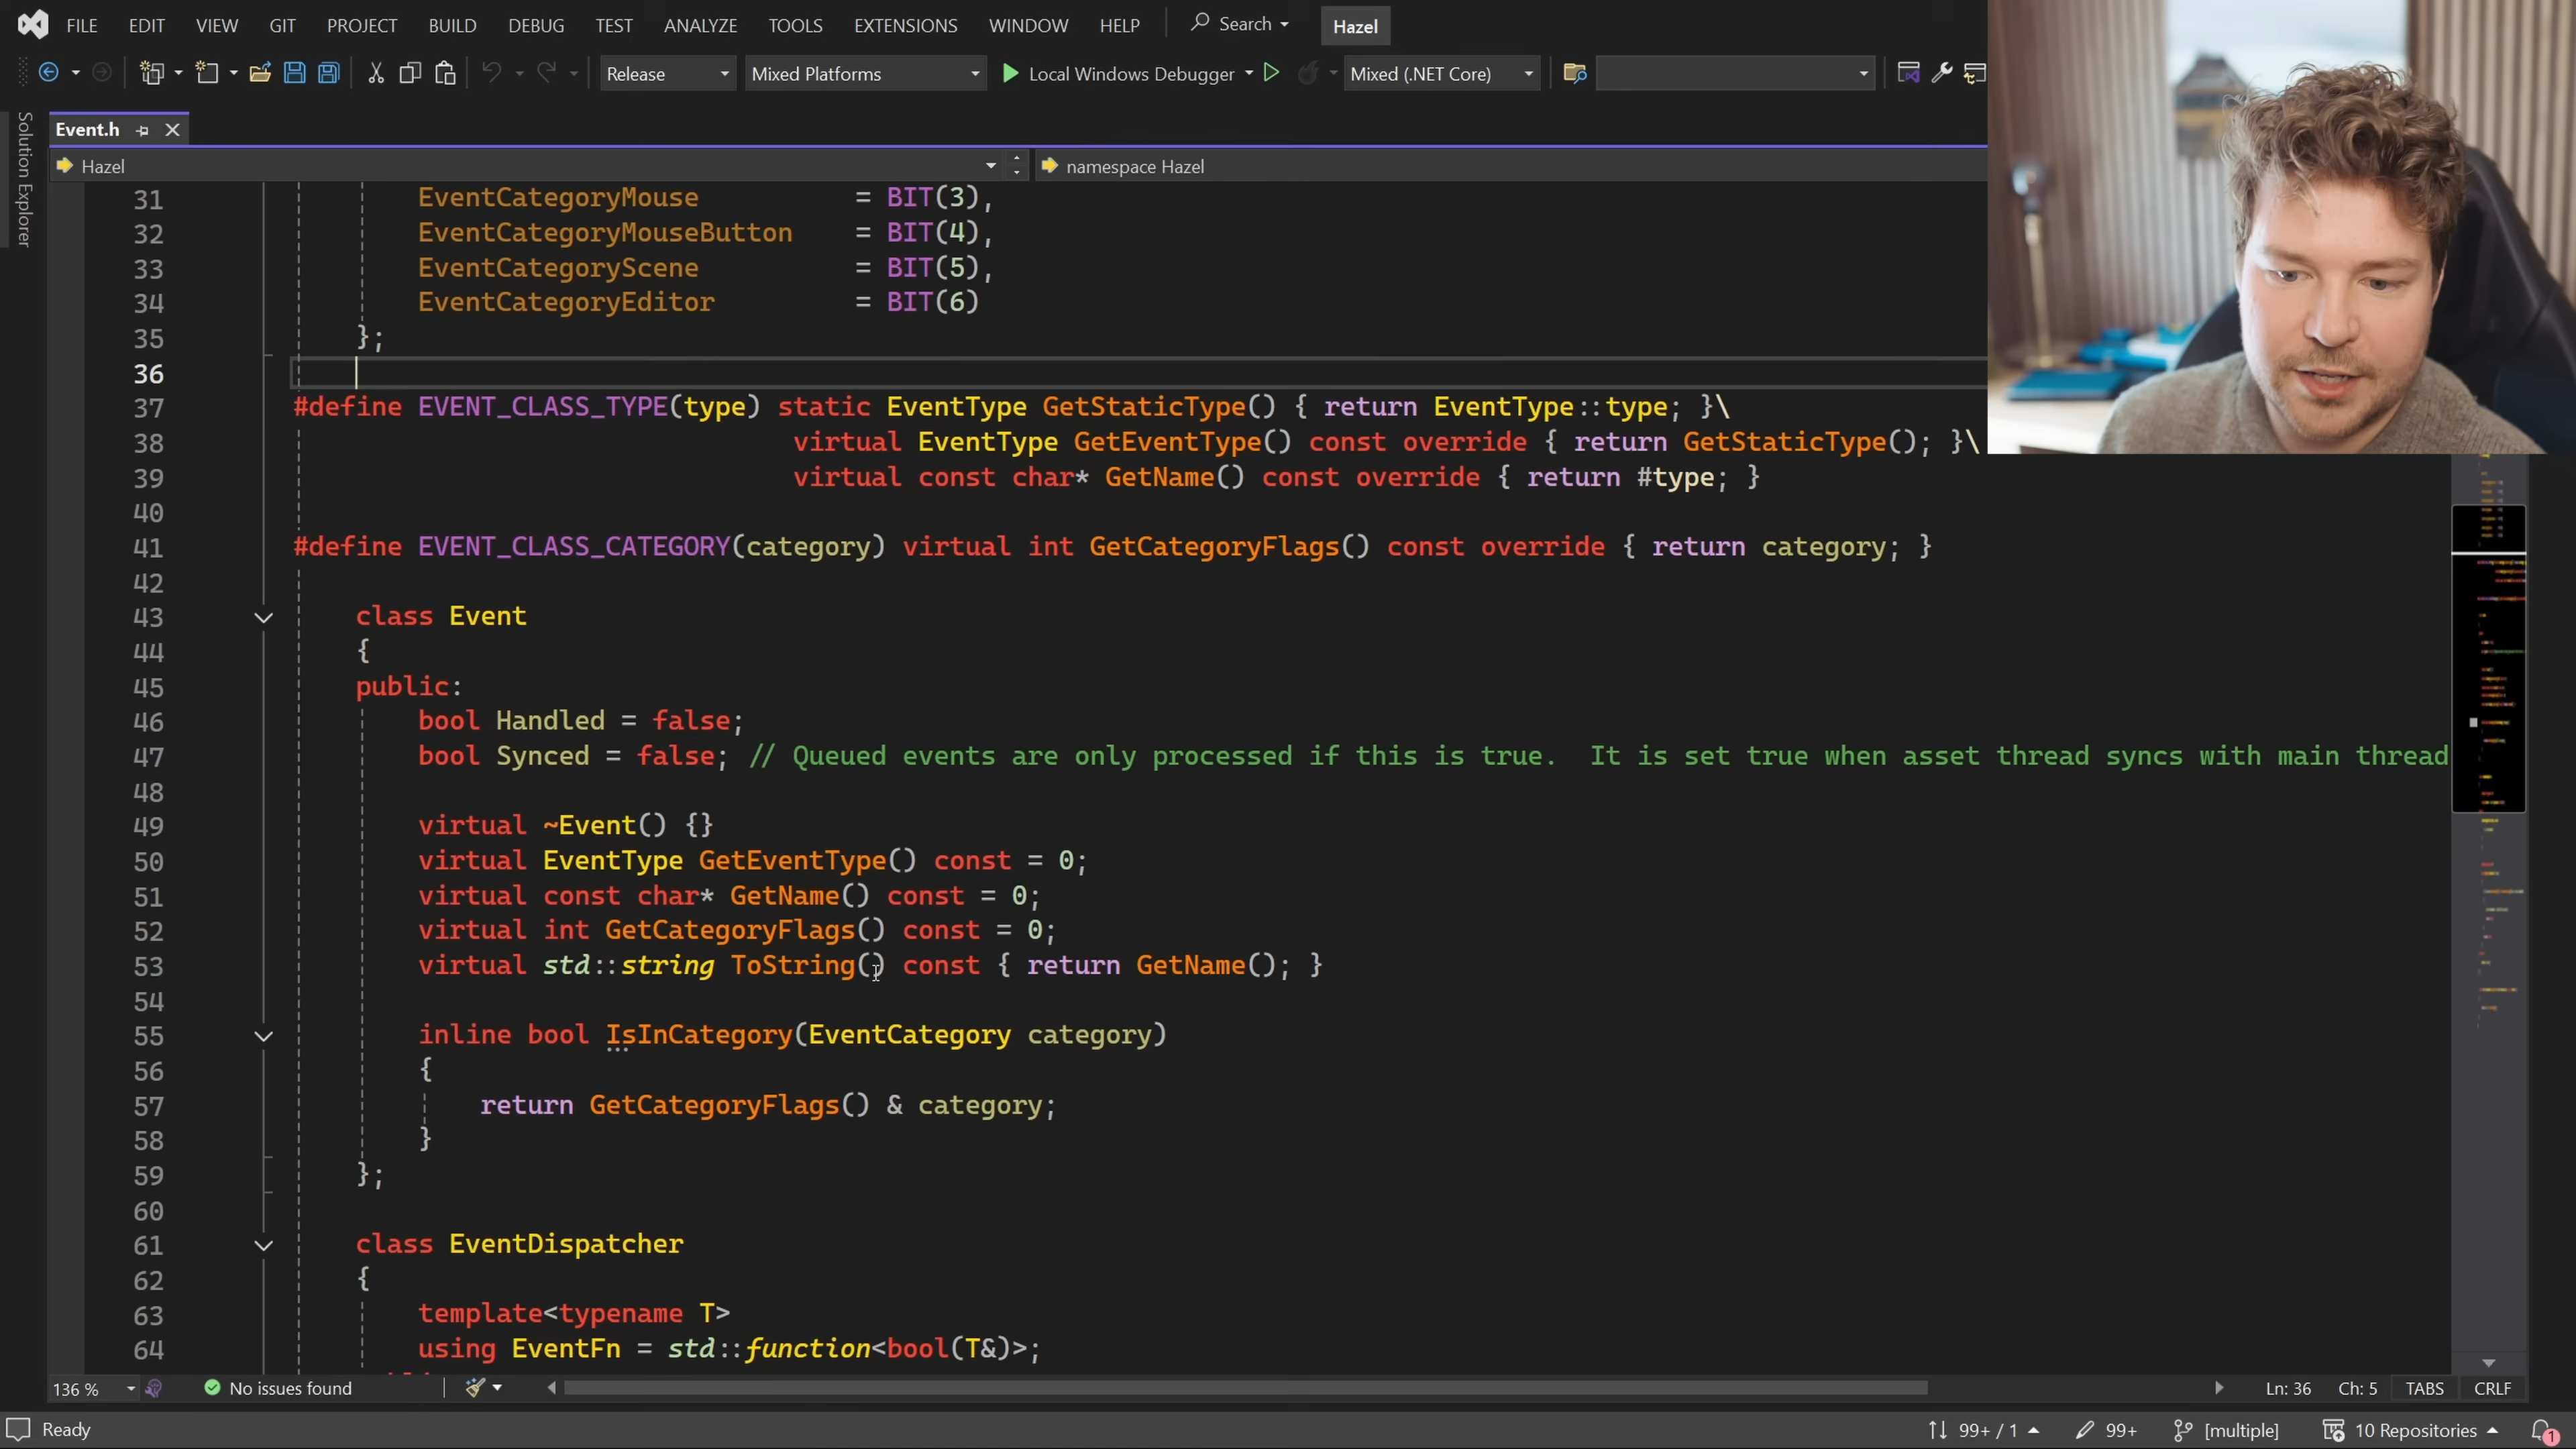 FILE EDIT VIEW GIT PROJECT BUILD DEBUG TEST ANALYZE TOOLS EXTENSIONS WINDOW HELP Search Hazel
Release Mixed Platforms Local Windows Debugger Mixed (.NET Core)
Solution Explorer
Event.h
Hazel namespace Hazel
31 EventCategoryMouse = BIT(3),
32 EventCategoryMouseButton = BIT(4),
33 EventCategoryScene = BIT(5),
34 EventCategoryEditor = BIT(6)
35 };
36
37 #define EVENT_CLASS_TYPE(type) static EventType GetStaticType() { return EventType::type; }\
38 virtual EventType GetEventType() const override { return GetStaticType(); }\
39 virtual const char* GetName() const override { return #type; }
40
41 #define EVENT_CLASS_CATEGORY(category) virtual int GetCategoryFlags() const override { return category; }
42
43 class Event
44 {
45 public:
46 bool Handled = false;
47 bool Synced = false; // Queued events are only processed if this is true.  It is set true when asset thread syncs with main thread
48
49 virtual ~Event() {}
50 virtual EventType GetEventType() const = 0;
51 virtual const char* GetName() const = 0;
52 virtual int GetCategoryFlags() const = 0;
53 virtual std::string ToString() const { return GetName(); }
54
55 inline bool IsInCategory(EventCategory category)
56 {
57 return GetCategoryFlags() & category;
58 }
59 };
60
61 class EventDispatcher
62 {
63 template<typename T>
64 using EventFn = std::function<bool(T&)>;
136 % No issues found Ln: 36 Ch: 5 TABS CRLF
Ready 99+ / 1 99+ [multiple] 10 Repositories 1